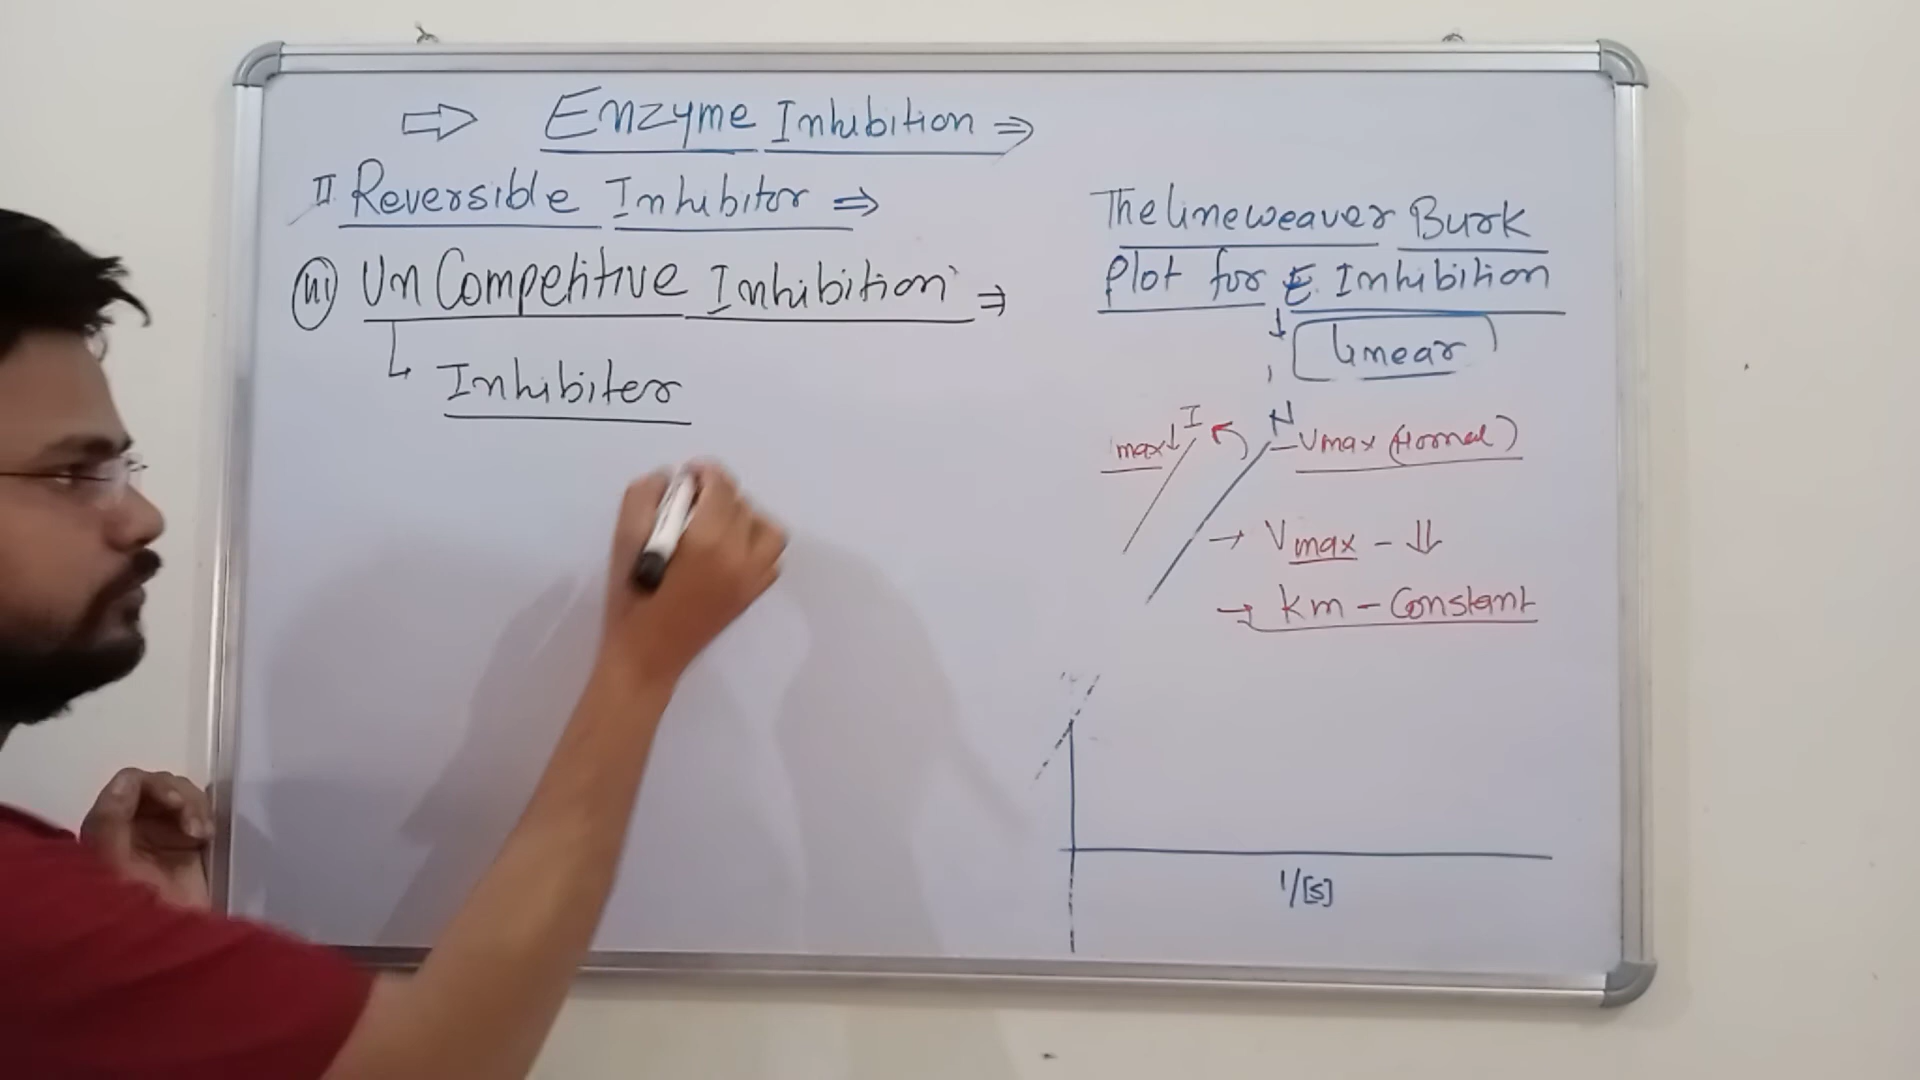 ⇒ Enzyme Inhibition ⇒
II Reversible Inhibitor ⇒
(iii) Un Competitive Inhibition ⇒
Inhibiter
The lineweaver Burk
Plot for E. Inhibition
↓
linear
max↓ I
N
Vmax (Normal)
→ Vmax - ⇓
→ Km - Constant
1/[S]